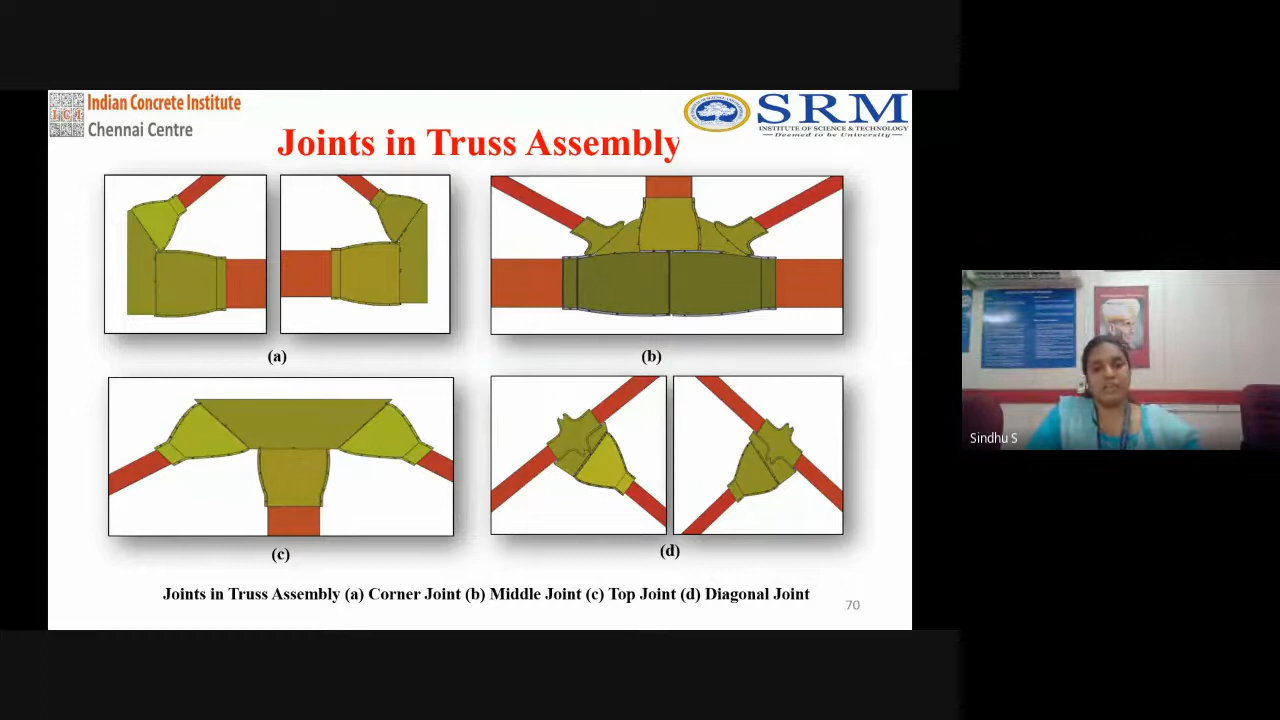 Indian Concrete Institute
Chennai Centre
ICI
SRM
INSTITUTE OF SCIENCE & TECHNOLOGY
Deemed to be University
Joints in Truss Assembly
(a)
(b)
(c)
(d)
Joints in Truss Assembly (a) Corner Joint (b) Middle Joint (c) Top Joint (d) Diagonal Joint
70
Sindhu S